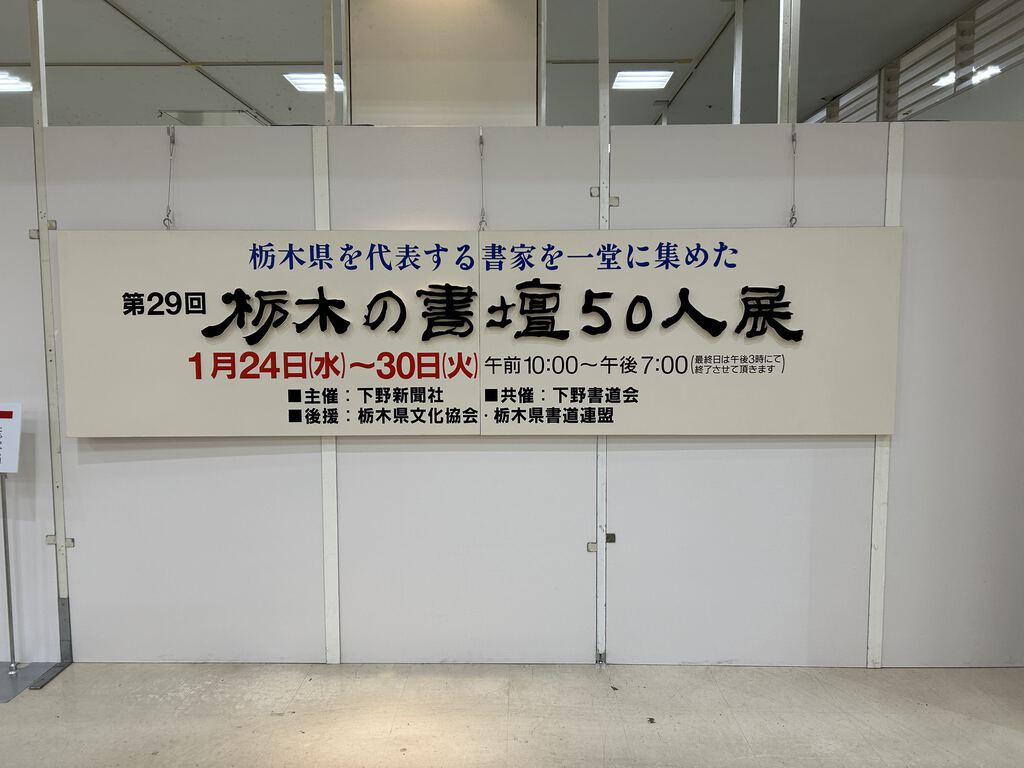 栃木県を代表する書家を一堂に集めた
第29回 栃木の書壇50人展
1月24日(水)～30日(火) 午前10:00～午後7:00(最終日は午後3時にて終了させて頂きます)
■主催：下野新聞社 ■共催：下野書道会
■後援：栃木県文化協会・栃木県書道連盟